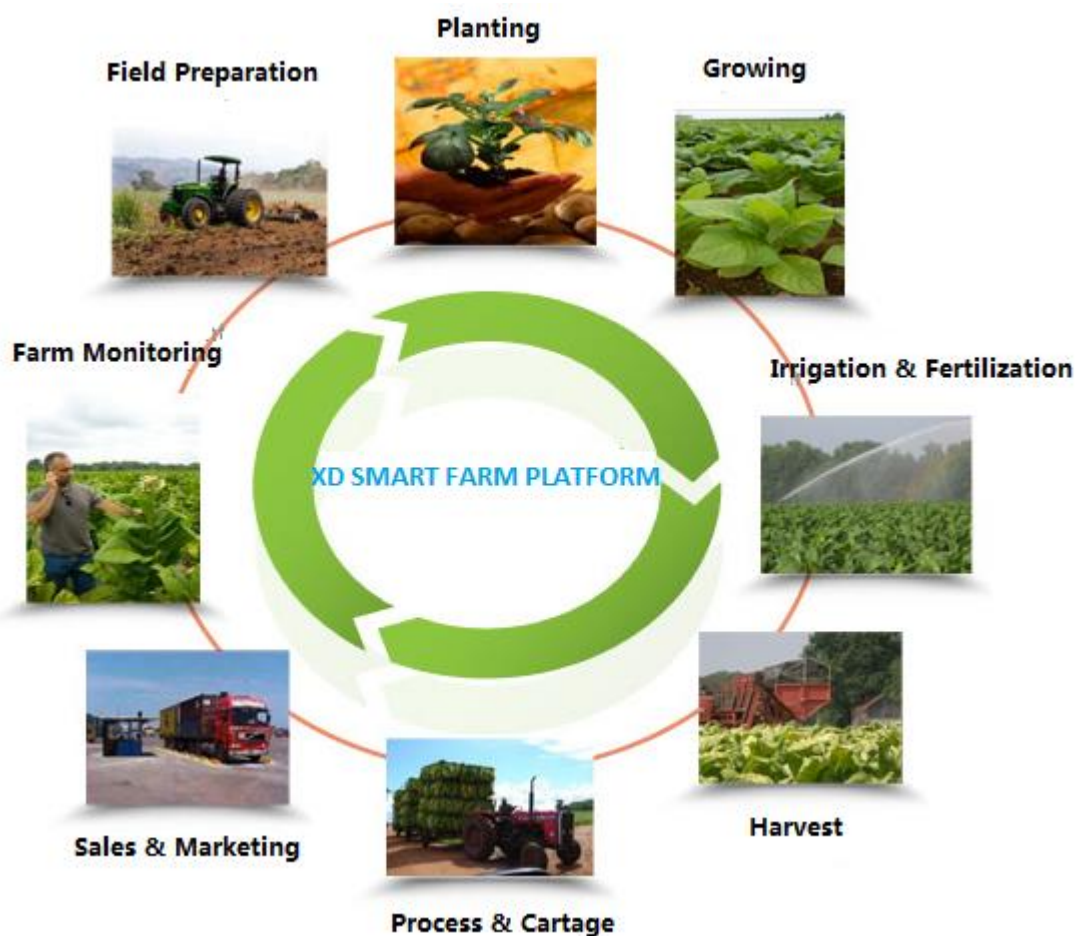 Planting
Field Preparation
Growing
Farm Monitoring
Irrigation & Fertilization
XD SMART FARM PLATFORM
Harvest
Sales & Marketing
Process & Cartage